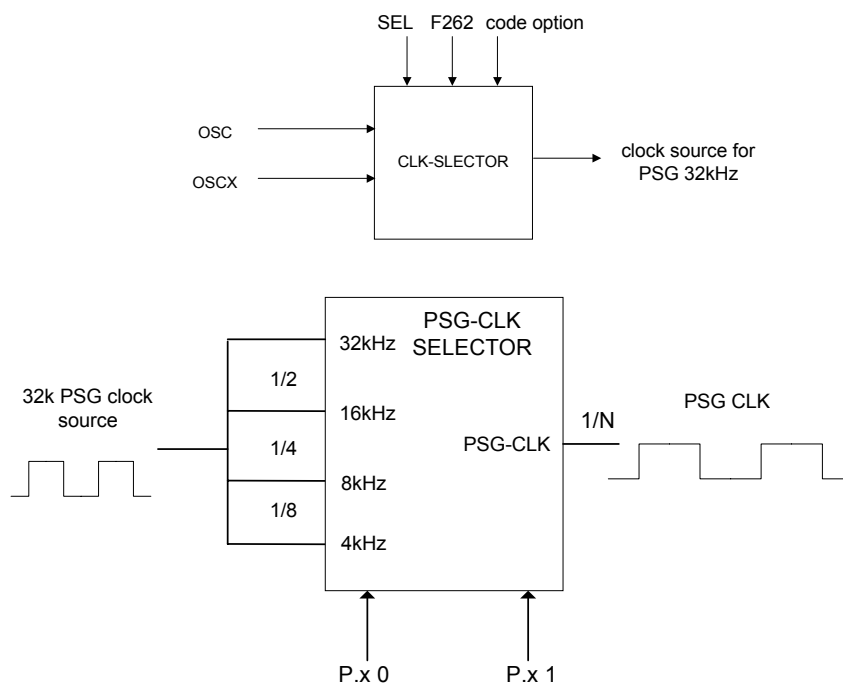 SEL F262 code option
OSC
OSCX
CLK-SLECTOR
clock source for
PSG 32kHz
PSG-CLK
SELECTOR
32kHz
1/2
16kHz
1/4
8kHz
1/8
4kHz
32k PSG clock
source
PSG-CLK
1/N
PSG CLK
P.x 0
P.x 1